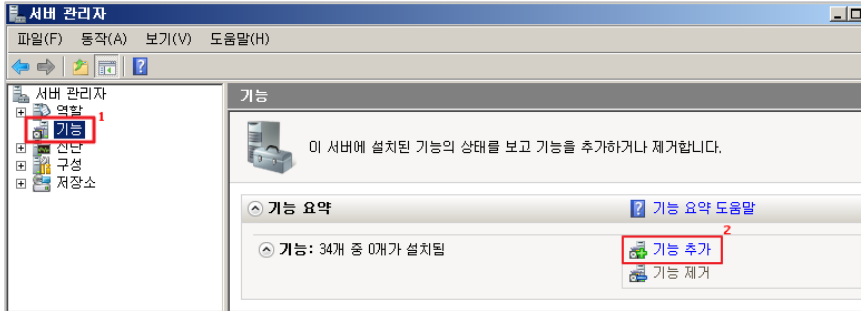 서버 관리자
파일(F) 동작(A) 보기(V) 도움말(H)
서버 관리자
역할
1
기능
진단
구성
저장소
기능
이 서버에 설치된 기능의 상태를 보고 기능을 추가하거나 제거합니다.
기능 요약
기능 요약 도움말
2
기능: 34개 중 0개가 설치됨
기능 추가
기능 제거